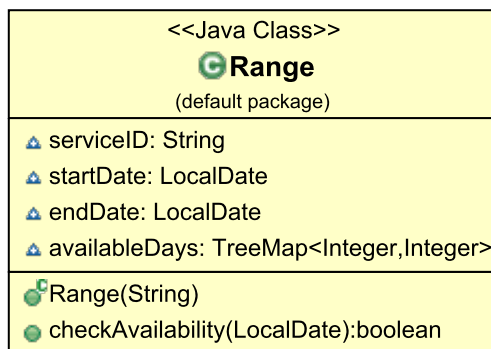 <<Java Class>>
C Range
(default package)
serviceID: String
startDate: LocalDate
endDate: LocalDate
availableDays: TreeMap<Integer,Integer>
C Range(String)
checkAvailability(LocalDate):boolean